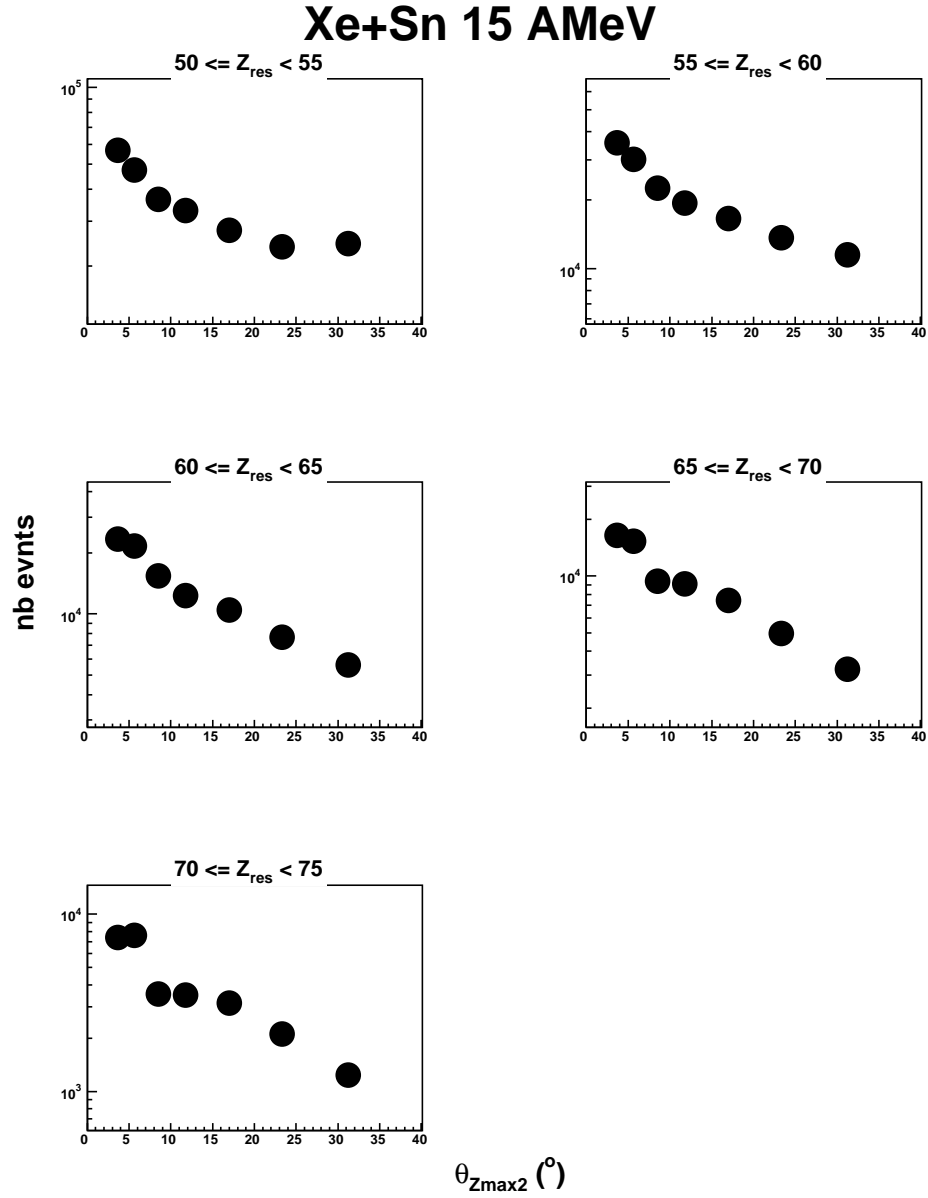 Xe+Sn 15 AMeV
50 <= Z_res < 55
10^5
0 5 10 15 20 25 30 35 40
55 <= Z_res < 60
10^4
0 5 10 15 20 25 30 35 40
60 <= Z_res < 65
10^4
0 5 10 15 20 25 30 35 40
65 <= Z_res < 70
10^4
0 5 10 15 20 25 30 35 40
nb evnts
70 <= Z_res < 75
10^4
10^3
0 5 10 15 20 25 30 35 40
θ_Zmax2 (°)